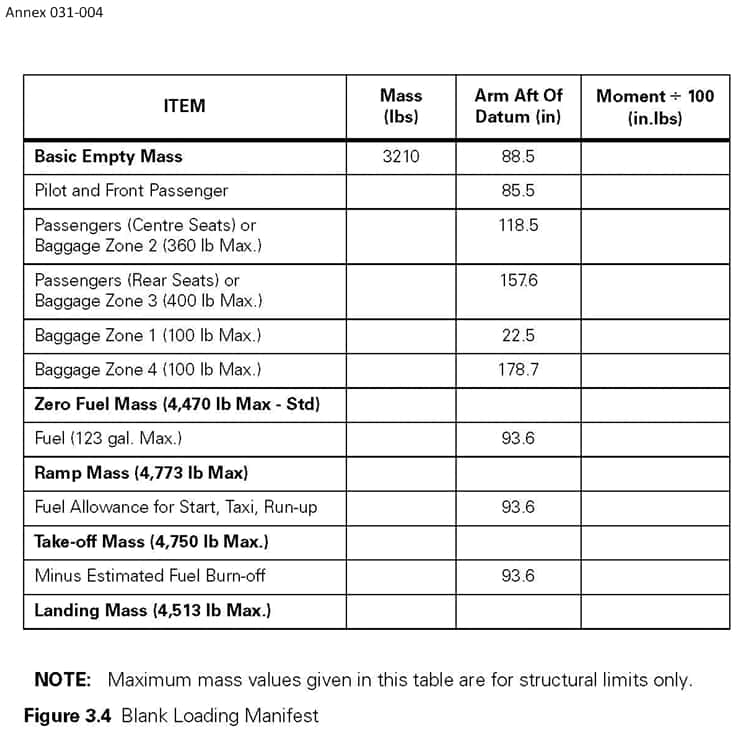 Annex 031-004
ITEM
Mass
(lbs)
Arm Aft Of
Datum (in)
Moment ÷ 100
(in.lbs)
Basic Empty Mass 3210 88.5
Pilot and Front Passenger 85.5
Passengers (Centre Seats) or
Baggage Zone 2 (360 lb Max.) 118.5
Passengers (Rear Seats) or
Baggage Zone 3 (400 lb Max.) 157.6
Baggage Zone 1 (100 lb Max.) 22.5
Baggage Zone 4 (100 lb Max.) 178.7
Zero Fuel Mass (4,470 lb Max - Std)
Fuel (123 gal. Max.) 93.6
Ramp Mass (4,773 lb Max)
Fuel Allowance for Start, Taxi, Run-up 93.6
Take-off Mass (4,750 lb Max.)
Minus Estimated Fuel Burn-off 93.6
Landing Mass (4,513 lb Max.)
NOTE: Maximum mass values given in this table are for structural limits only.
Figure 3.4 Blank Loading Manifest